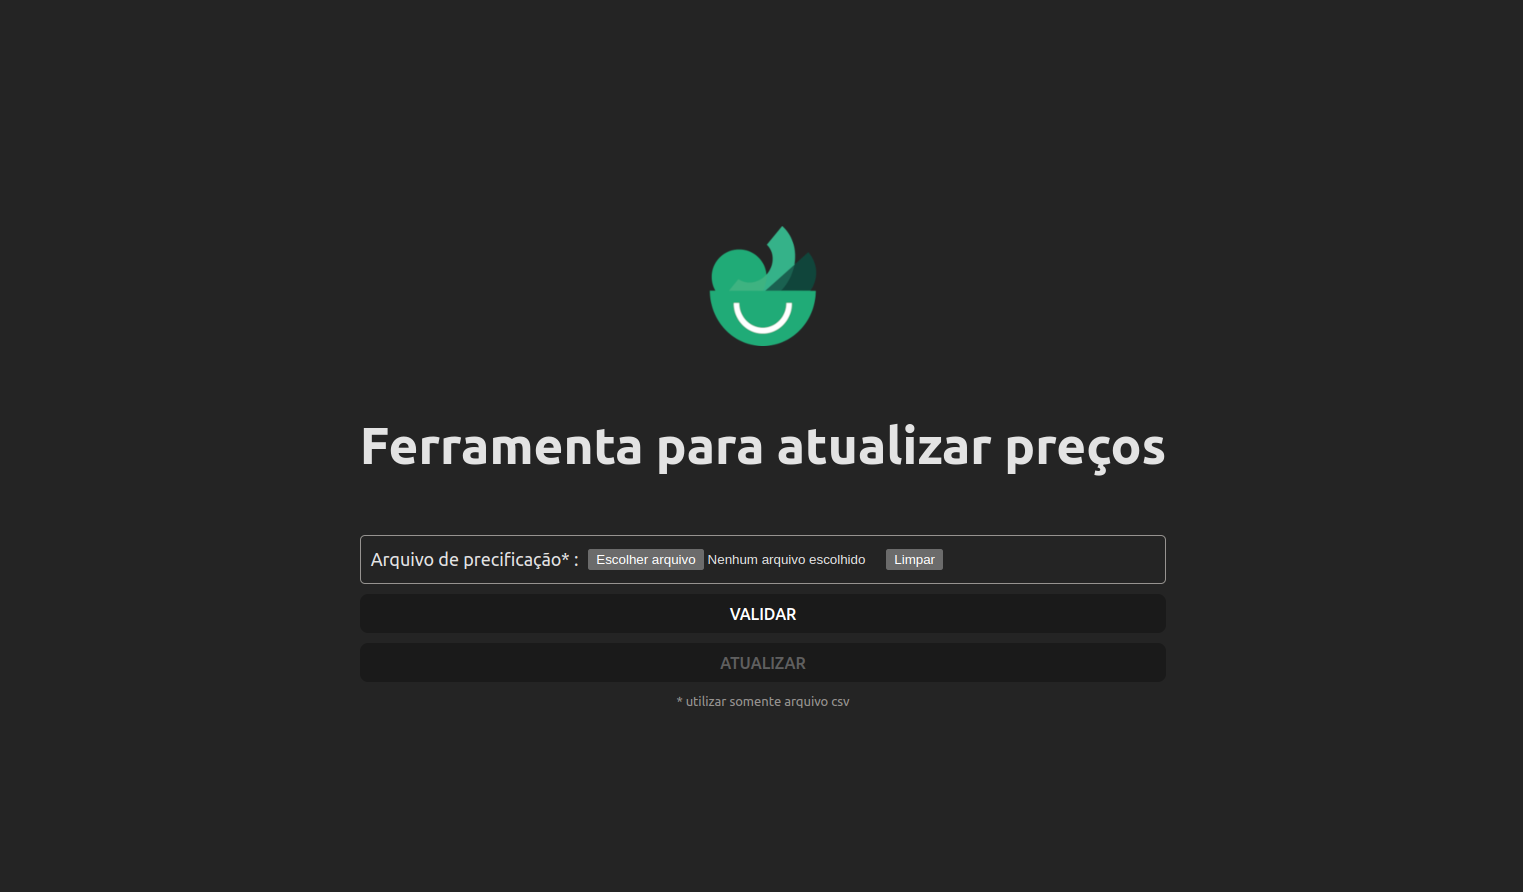 Ferramenta para atualizar preços
Arquivo de precificação* : Escolher arquivo Nenhum arquivo escolhido Limpar
VALIDAR
ATUALIZAR
* utilizar somente arquivo csv